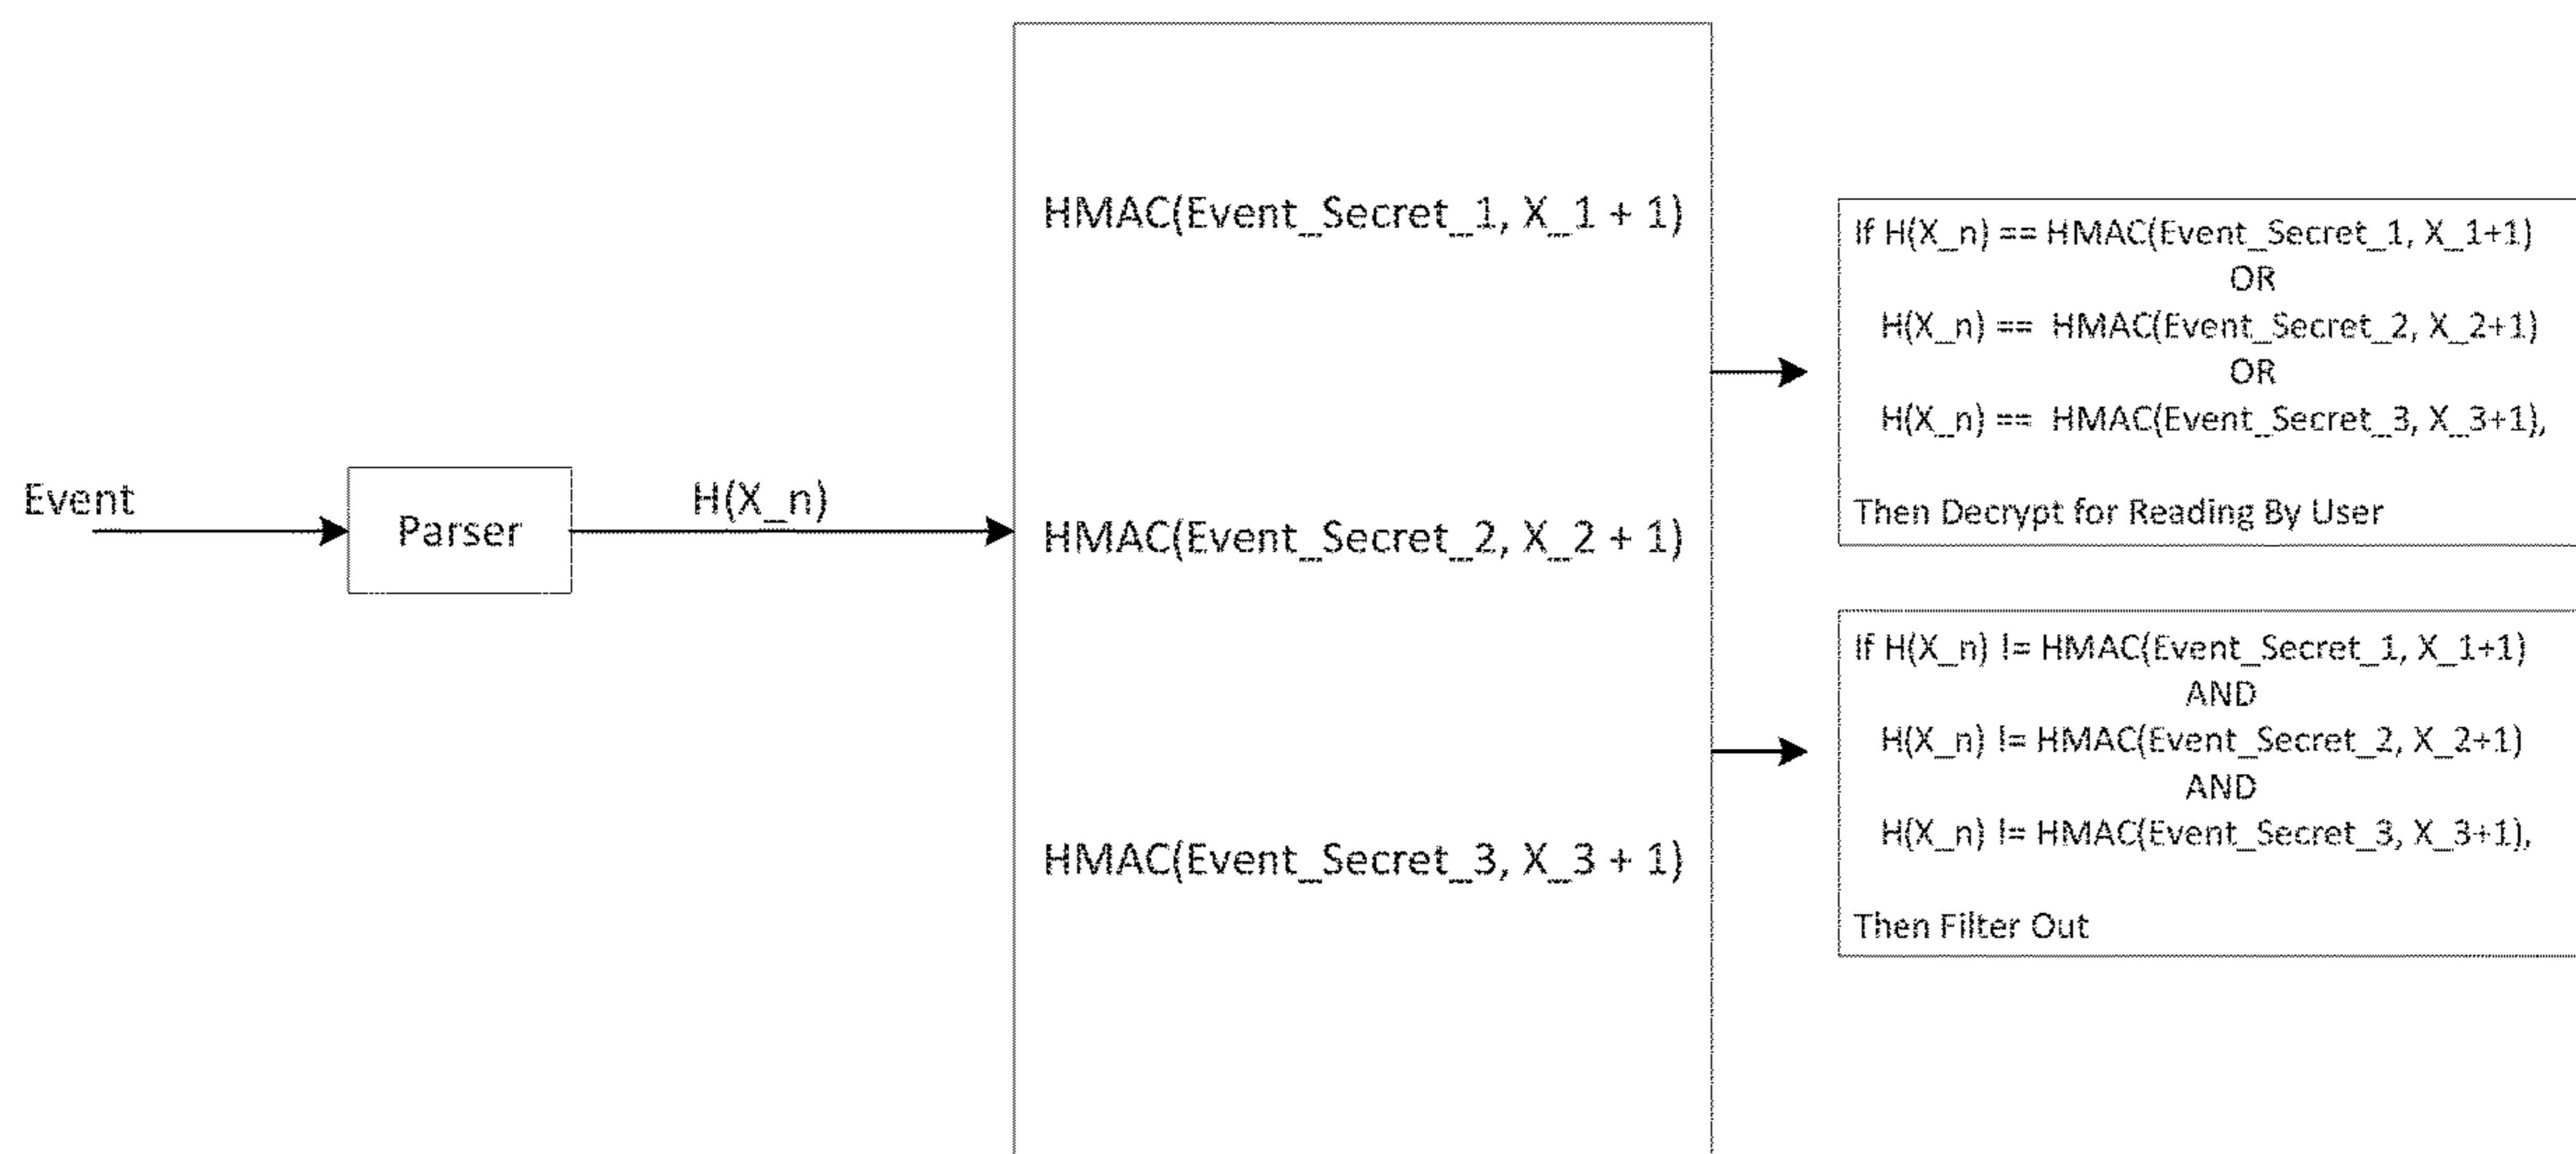 Event
Parser
H(X_n)
HMAC(Event_Secret_1, X_1 + 1)
HMAC(Event_Secret_2, X_2 + 1)
HMAC(Event_Secret_3, X_3 + 1)
If H(X_n) == HMAC(Event_Secret_1, X_1+1)
OR
H(X_n) == HMAC(Event_Secret_2, X_2+1)
OR
H(X_n) == HMAC(Event_Secret_3, X_3+1),
Then Decrypt for Reading By User
If H(X_n) != HMAC(Event_Secret_1, X_1+1)
AND
H(X_n) != HMAC(Event_Secret_2, X_2+1)
AND
H(X_n) != HMAC(Event_Secret_3, X_3+1),
Then Filter Out